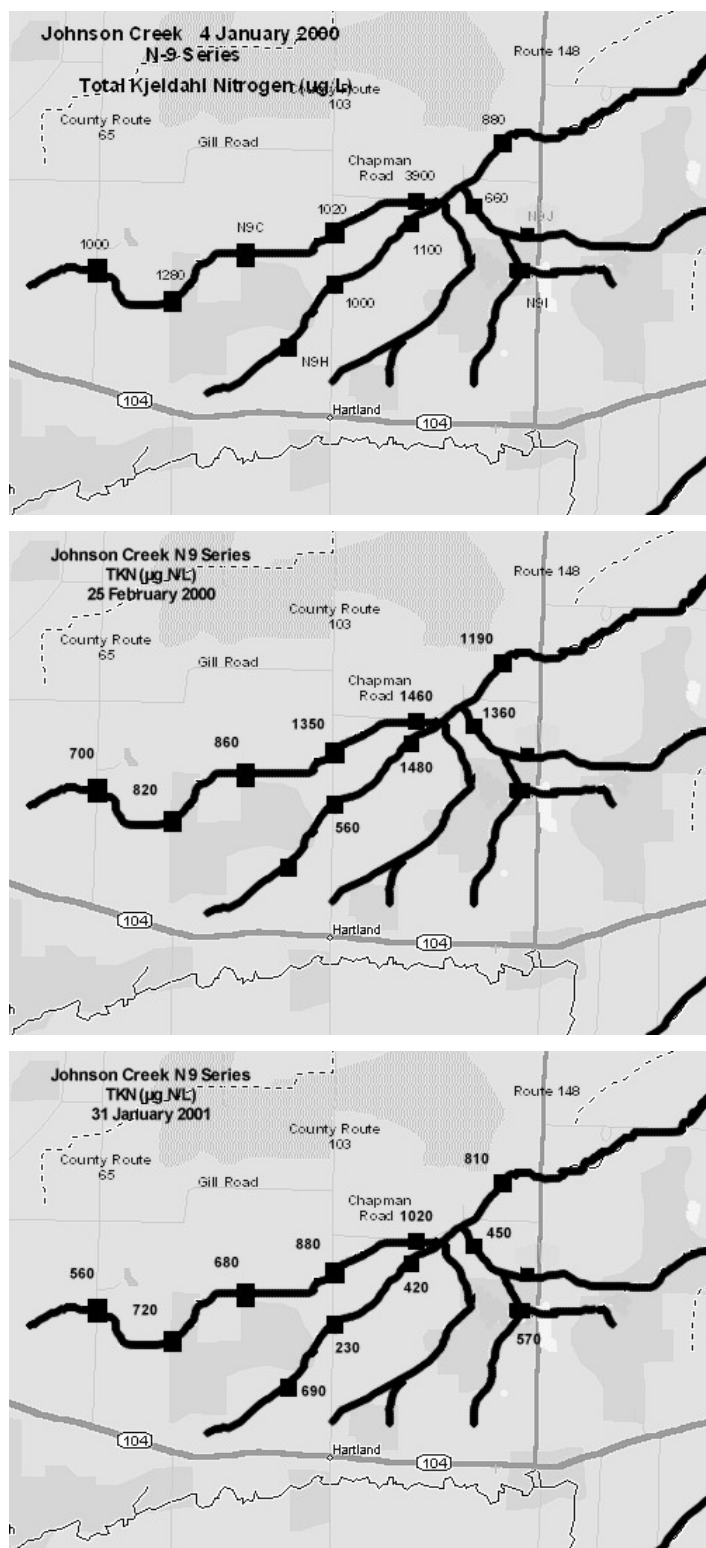 Johnson Creek 4 January 2000
N-9 Series
Total Kjeldahl Nitrogen (ug/L)
Route 148
County Route
103
County Route
65
Gill Road
880
Chapman
Road 3900
660
N9J
1020
N9C
1000
1100
1280
1000
N9I
N9H
104
Hartland
104
Johnson Creek N9 Series
TKN (µg N/L)
25 February 2000
Route 148
County Route
103
County Route
65
Gill Road
1190
Chapman
Road 1460
1360
1350
860
700
1480
820
560
104
Hartland
104
Johnson Creek N9 Series
TKN (µg N/L)
31 January 2001
Route 148
County Route
103
County Route
65
Gill Road
810
Chapman
Road 1020
450
880
680
560
420
720
230
570
690
104
Hartland
104